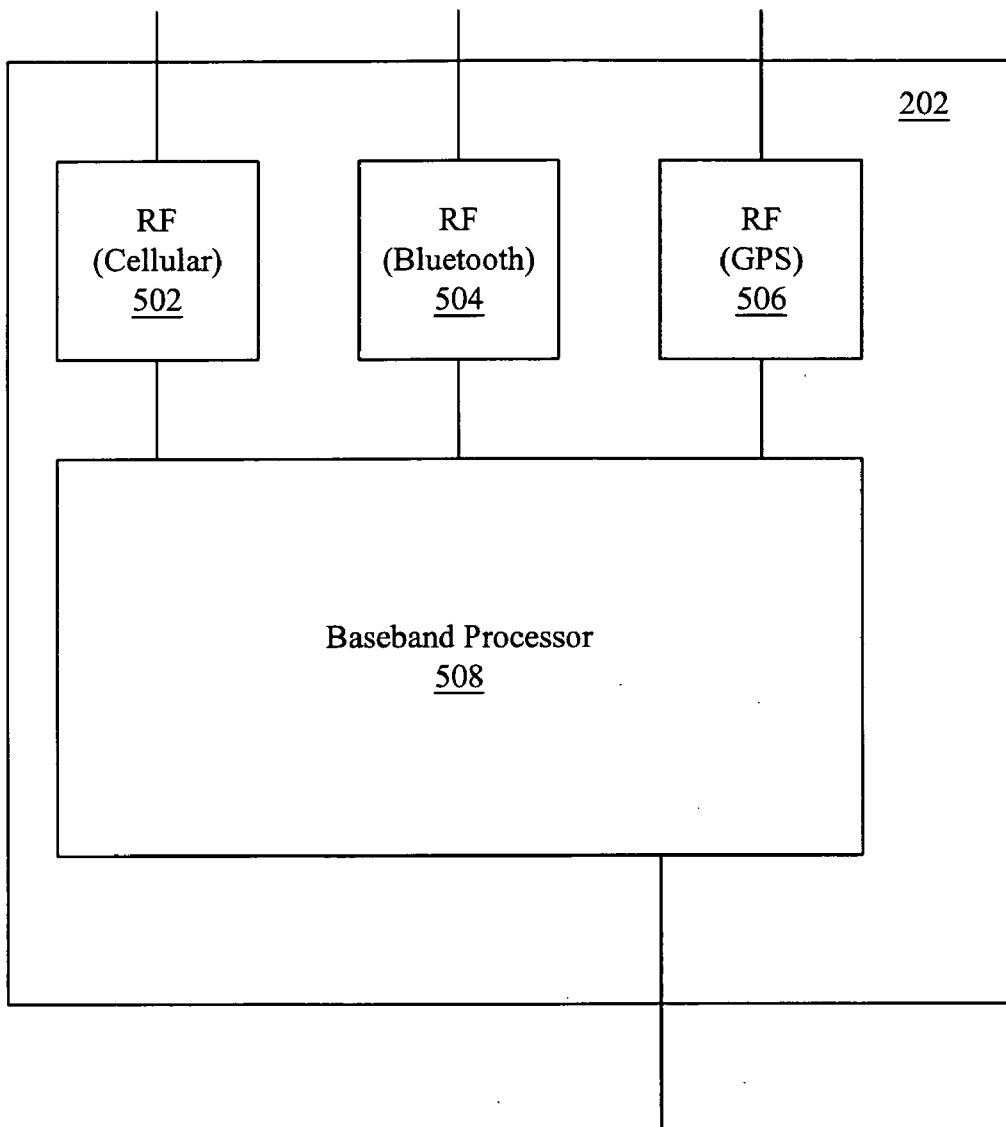 202
RF
(Cellular)
502
RF
(Bluetooth)
504
RF
(GPS)
506
Baseband Processor
508